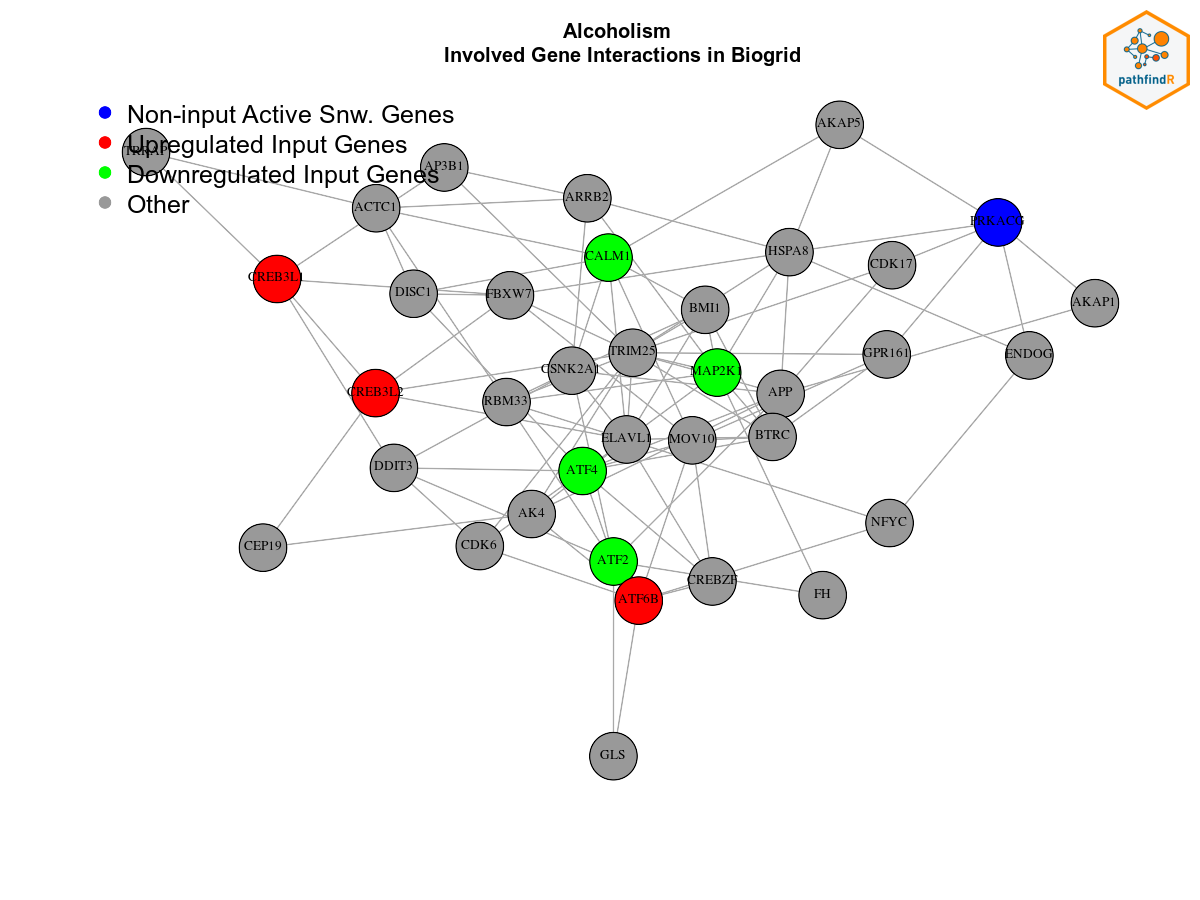 Alcoholism
Involved Gene Interactions in Biogrid
pathfindR
Non-input Active Snw. Genes
Upregulated Input Genes
Downregulated Input Genes
Other
AKAP5
TRRAP
AP3B1
ARRB2
ACTC1
PRKACG
HSPA8
CALM1
CDK17
CREB3L1
DISC1
FBXW7
AKAP1
BMI1
TRIM25
GPR161
ENDOG
CSNK2A1
MAP2K1
CREB3L2
RBM33
APP
ELAVL1
MOV10
BTRC
DDIT3
ATF4
AK4
NFYC
CEP19
CDK6
ATF2
CREBZF
ATF6B
FH
GLS